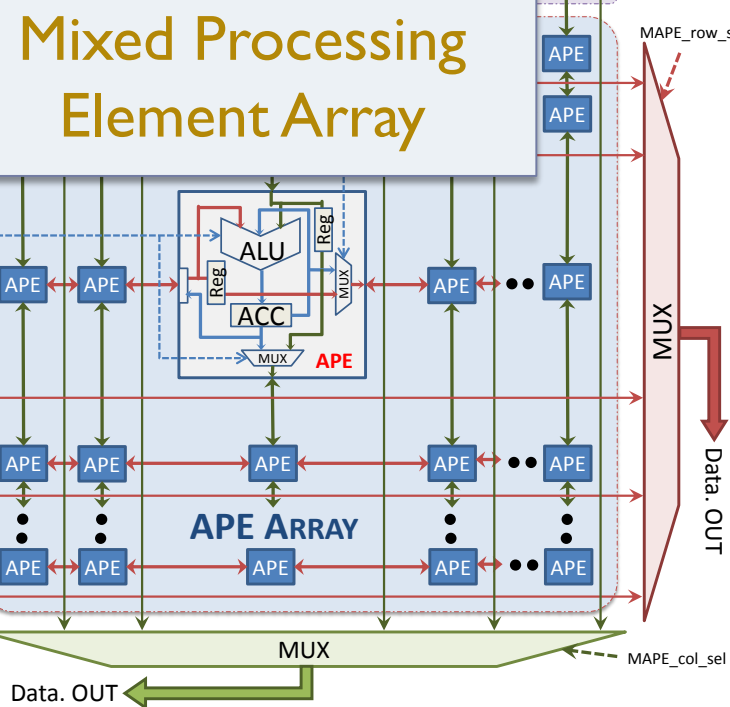 Mixed Processing
Element Array
MAPE_row_s
APE
APE
Reg
ALU
Reg
MUX
ACC
MUX
APE
APE
APE
APE
APE
MUX
Data. OUT
APE
APE
APE
APE
APE
APE ARRAY
APE
APE
APE
APE
APE
MUX
MAPE_col_sel
Data. OUT